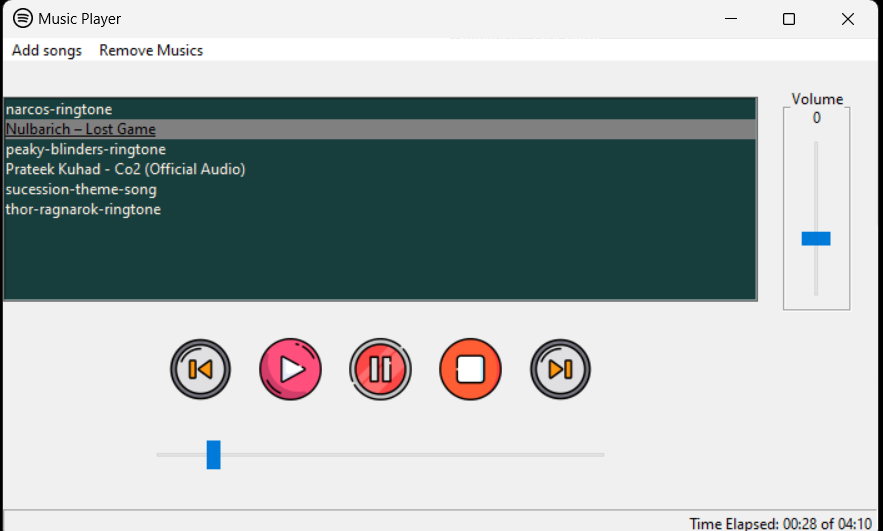 Music Player
Add songs Remove Musics
narcos-ringtone
Nulbarich – Lost Game
peaky-blinders-ringtone
Prateek Kuhad - Co2 (Official Audio)
sucession-theme-song
thor-ragnarok-ringtone
Volume
0
Time Elapsed: 00:28 of 04:10